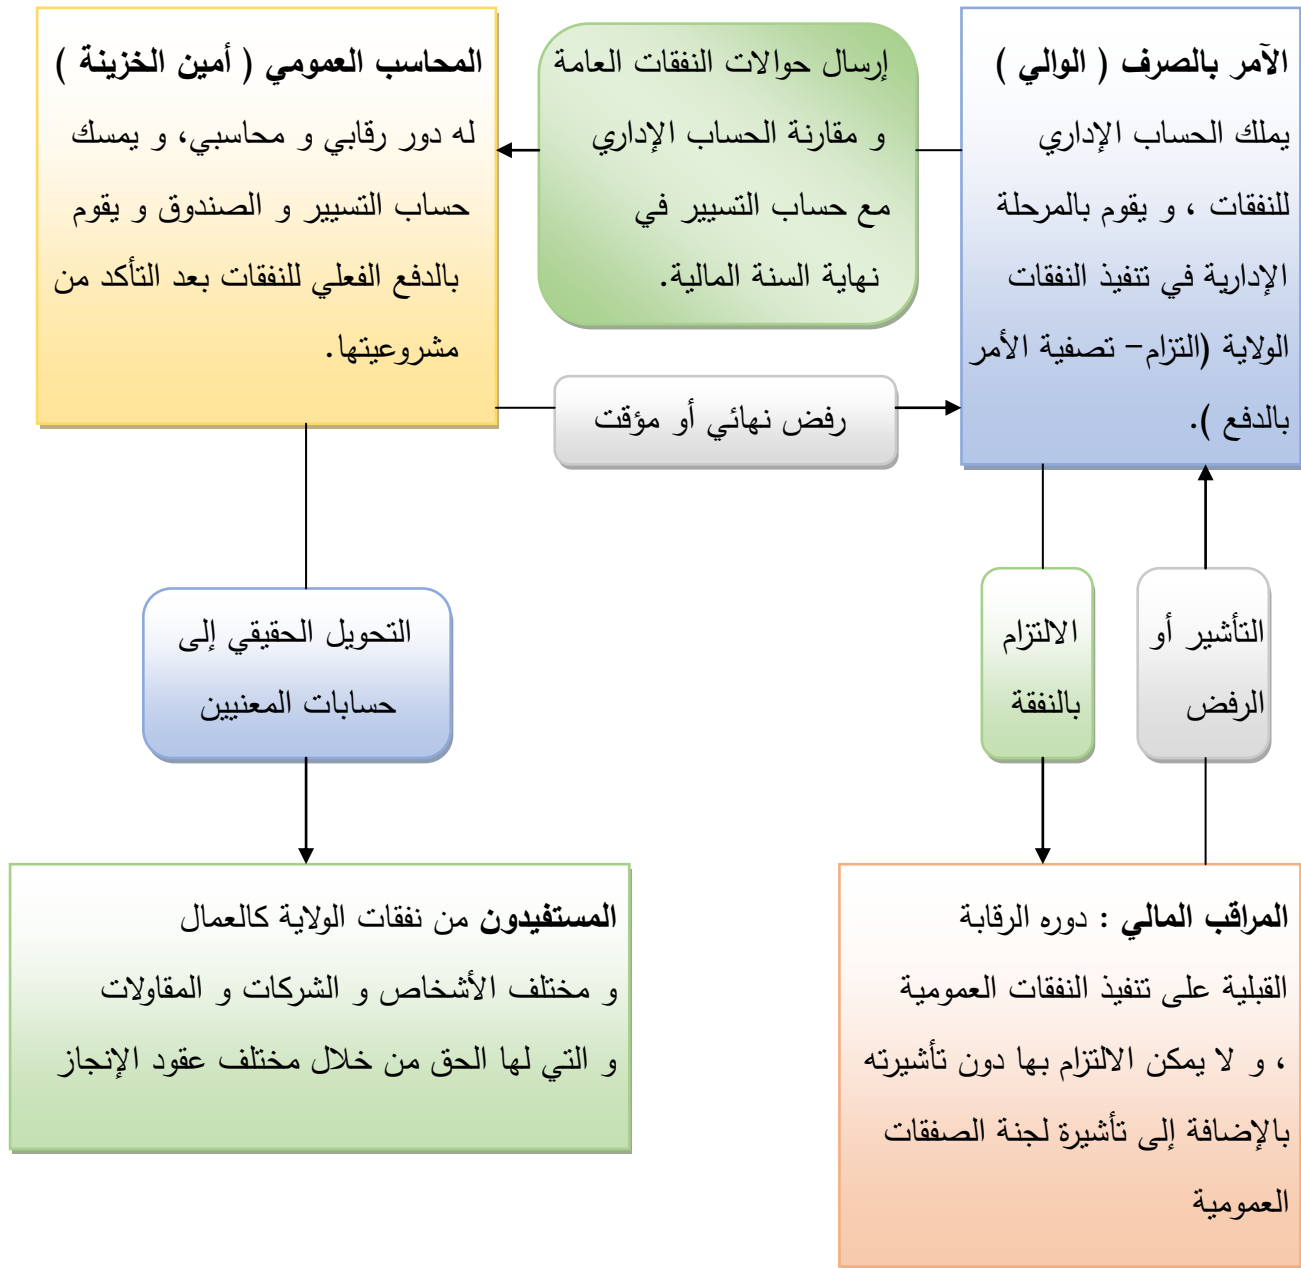 الآمر بالصرف ( الوالي )
يملك الحساب الإداري
للنفقات ، و يقوم بالمرحلة
الإدارية في تنفيذ النفقات
الولاية (التزام– تصفية الأمر
بالدفع ).
إرسال حوالات النفقات العامة
و مقارنة الحساب الإداري
مع حساب التسيير في
نهاية السنة المالية.
المحاسب العمومي ( أمين الخزينة )
له دور رقابي و محاسبي، و يمسك
حساب التسيير و الصندوق و يقوم
بالدفع الفعلي للنفقات بعد التأكد من
مشروعيتها.
رفض نهائي أو مؤقت
التأشير أو
الرفض
الالتزام
بالنفقة
التحويل الحقيقي إلى
حسابات المعنيين
المراقب المالي : دوره الرقابة
القبلية على تنفيذ النفقات العمومية
، و لا يمكن الالتزام بها دون تأشيرته
بالإضافة إلى تأشيرة لجنة الصفقات
العمومية
المستفيدون من نفقات الولاية كالعمال
و مختلف الأشخاص و الشركات و المقاولات
و التي لها الحق من خلال مختلف عقود الإنجاز